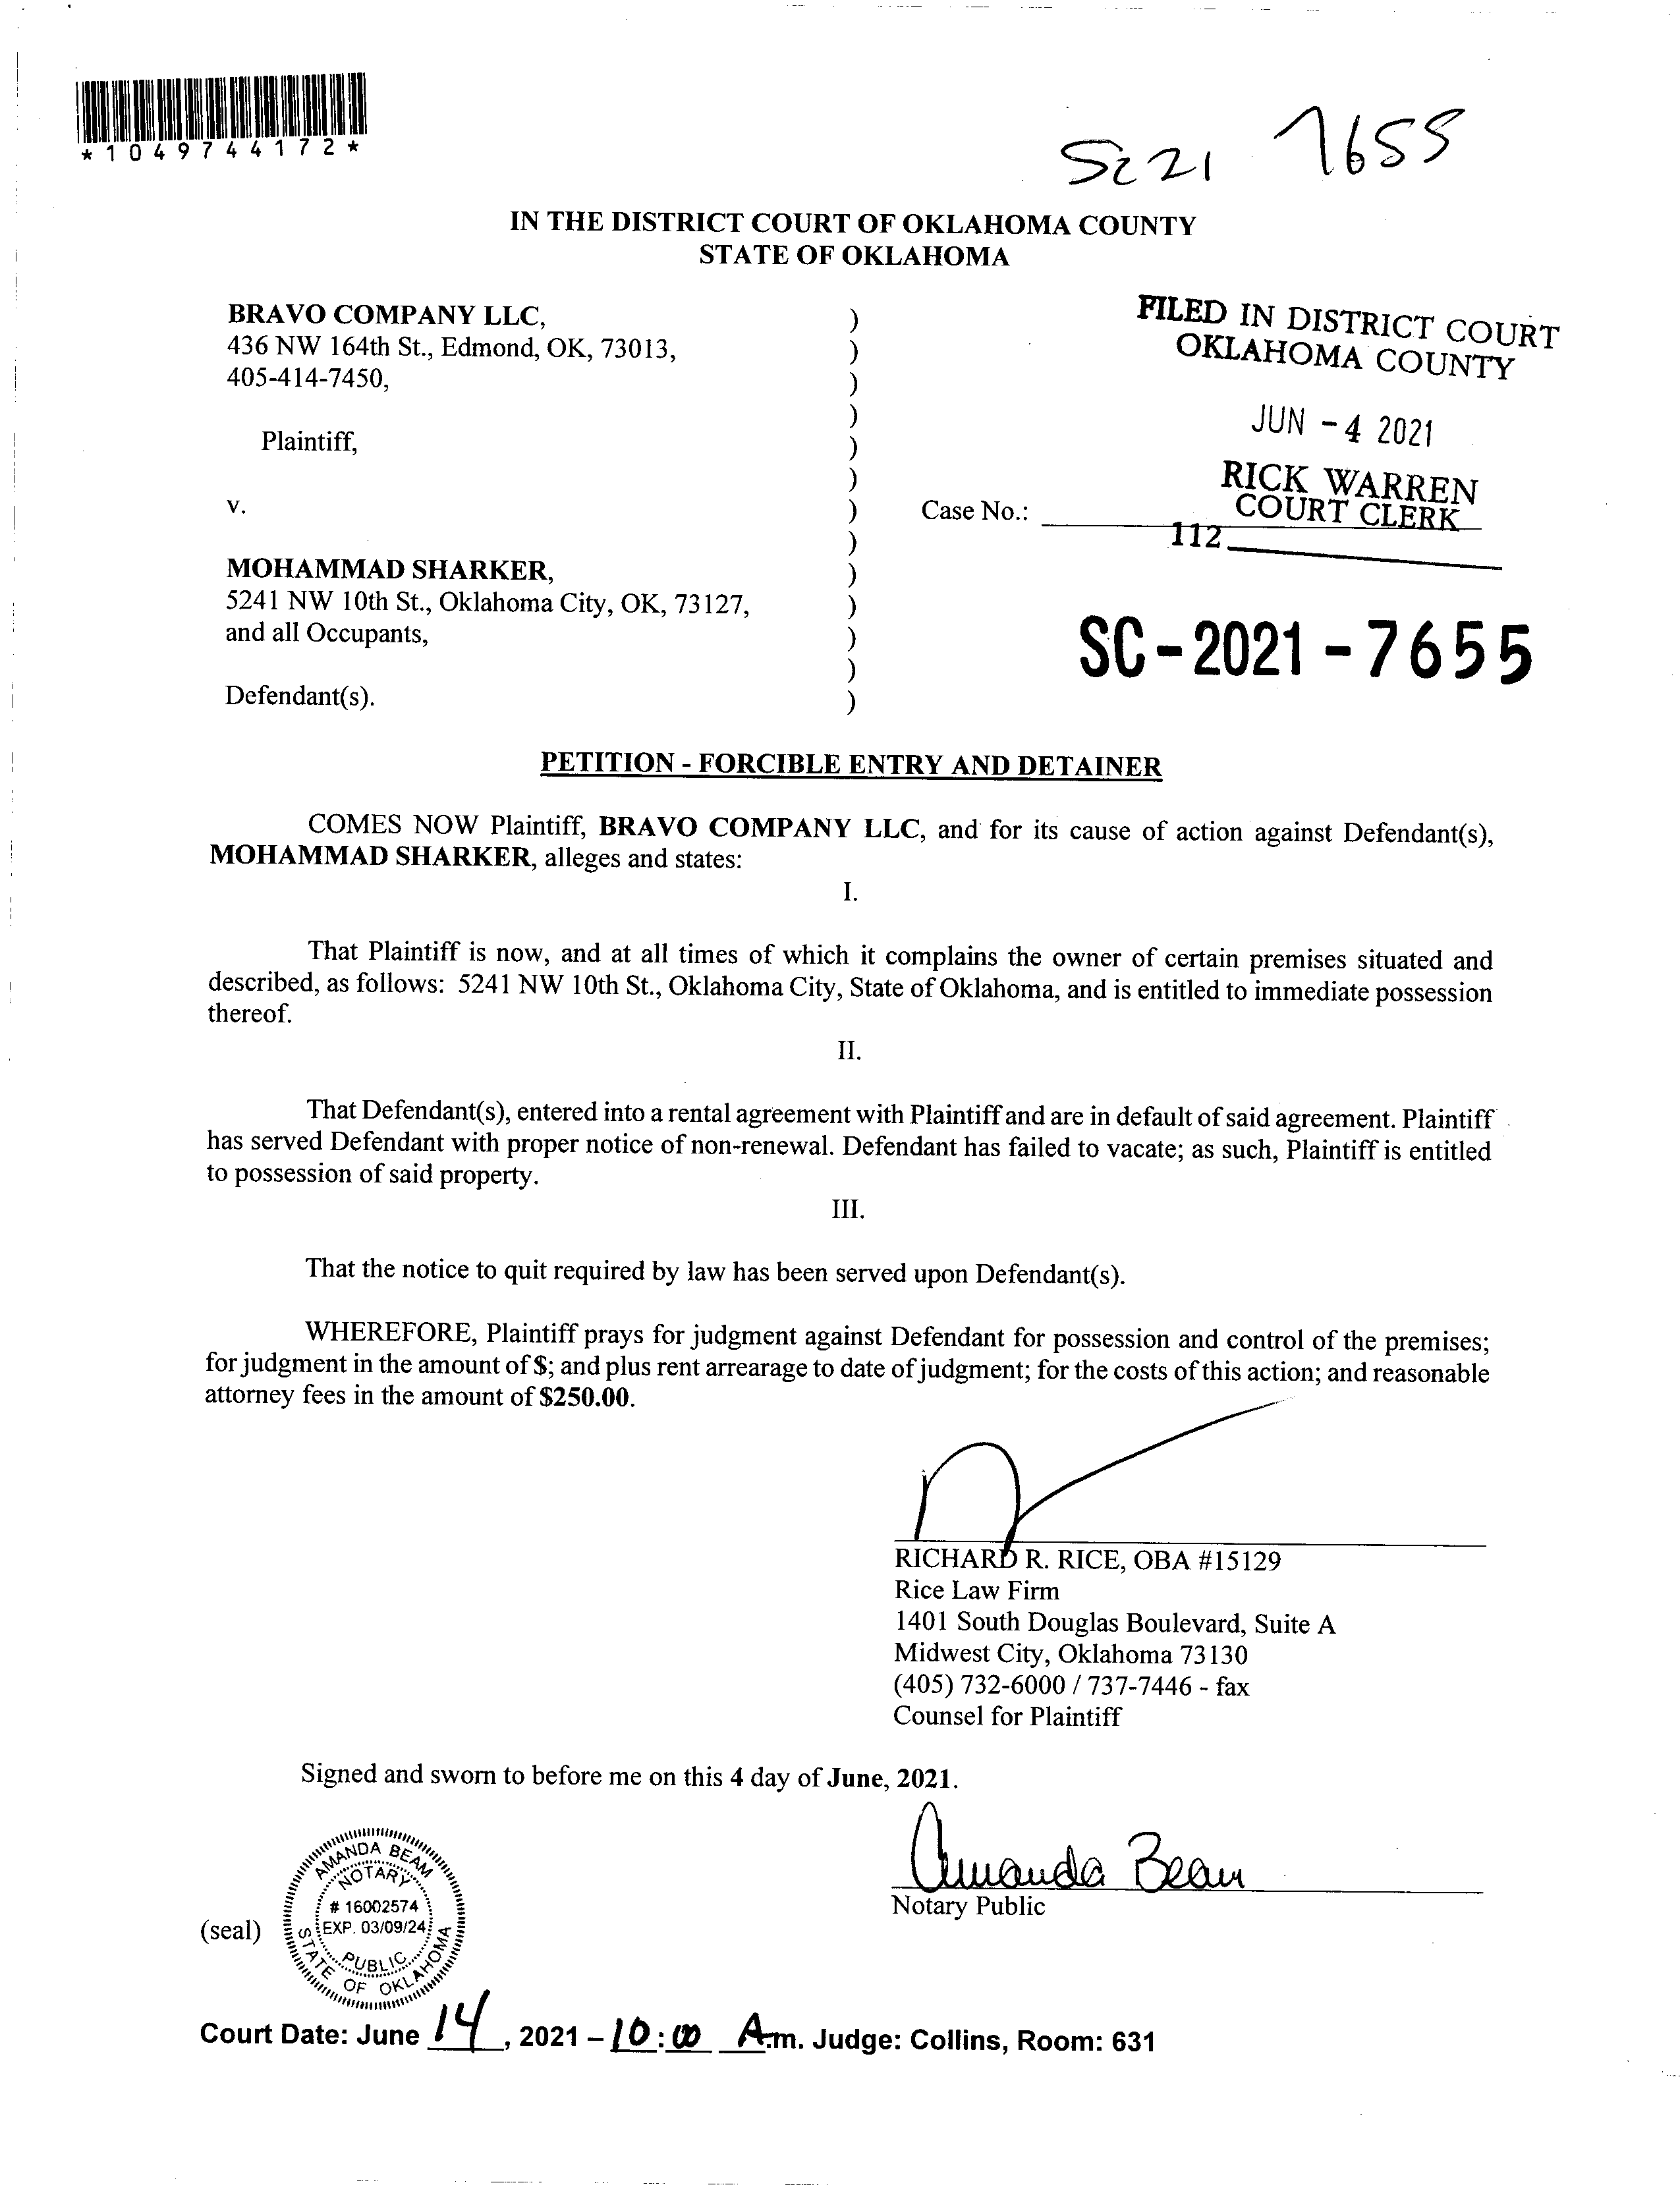 *1049744172*
SC21 7655
IN THE DISTRICT COURT OF OKLAHOMA COUNTY
STATE OF OKLAHOMA
BRAVO COMPANY LLC,
436 NW 164th St., Edmond, OK, 73013,
405-414-7450,
Plaintiff,
v.
MOHAMMAD SHARKER,
5241 NW 10th St., Oklahoma City, OK, 73127,
and all Occupants,
Defendant(s).
)
)
)
)
)
)
)
)
)
)
)
)
)
FILED IN DISTRICT COURT
OKLAHOMA COUNTY
JUN -4 2021
RICK WARREN
COURT CLERK
Case No.:
112
SC-2021-7655
PETITION - FORCIBLE ENTRY AND DETAINER
COMES NOW Plaintiff, BRAVO COMPANY LLC, and for its cause of action against Defendant(s),
MOHAMMAD SHARKER, alleges and states:
I.
That Plaintiff is now, and at all times of which it complains the owner of certain premises situated and
described, as follows: 5241 NW 10th St., Oklahoma City, State of Oklahoma, and is entitled to immediate possession
thereof.
II.
That Defendant(s), entered into a rental agreement with Plaintiff and are in default of said agreement. Plaintiff
has served Defendant with proper notice of non-renewal. Defendant has failed to vacate; as such, Plaintiff is entitled
to possession of said property.
III.
That the notice to quit required by law has been served upon Defendant(s).
WHEREFORE, Plaintiff prays for judgment against Defendant for possession and control of the premises;
for judgment in the amount of $; and plus rent arrearage to date of judgment; for the costs of this action; and reasonable
attorney fees in the amount of $250.00.
RICHARD R. RICE, OBA #15129
Rice Law Firm
1401 South Douglas Boulevard, Suite A
Midwest City, Oklahoma 73130
(405) 732-6000 / 737-7446 - fax
Counsel for Plaintiff
Signed and sworn to before me on this 4 day of June, 2021.
Amanda Beam
Notary Public
(seal)
AMANDA BEAM
NOTARY
# 16002574
EXP. 03/09/24
PUBLIC
STATE OF OKLAHOMA
Court Date: June 14, 2021 – 10:00 A.m. Judge: Collins, Room: 631